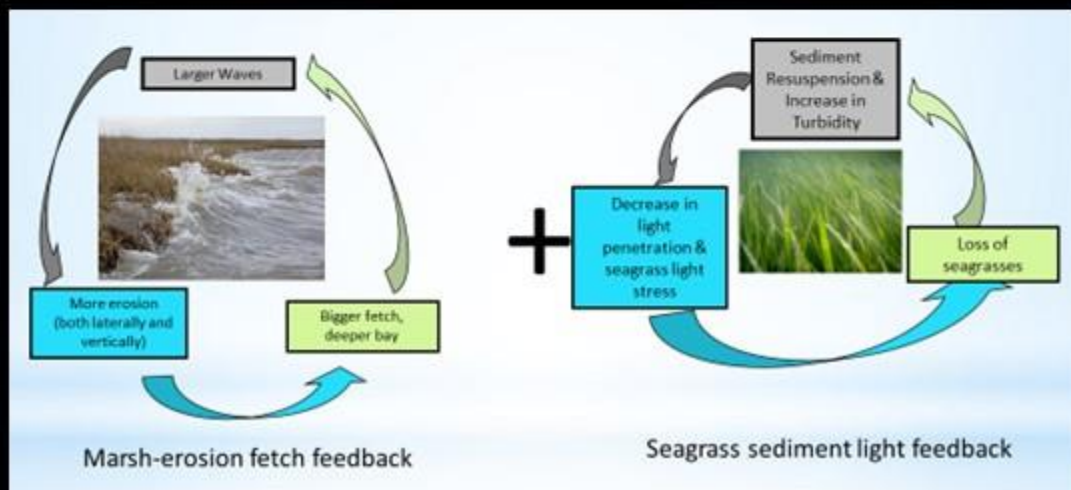 Larger Waves
More erosion
(both laterally and
vertically)
Bigger fetch,
deeper bay
Marsh-erosion fetch feedback
+
Sediment
Resuspension &
Increase in
Turbidity
Decrease in
light
penetration &
seagrass light
stress
Loss of
seagrasses
Seagrass sediment light feedback